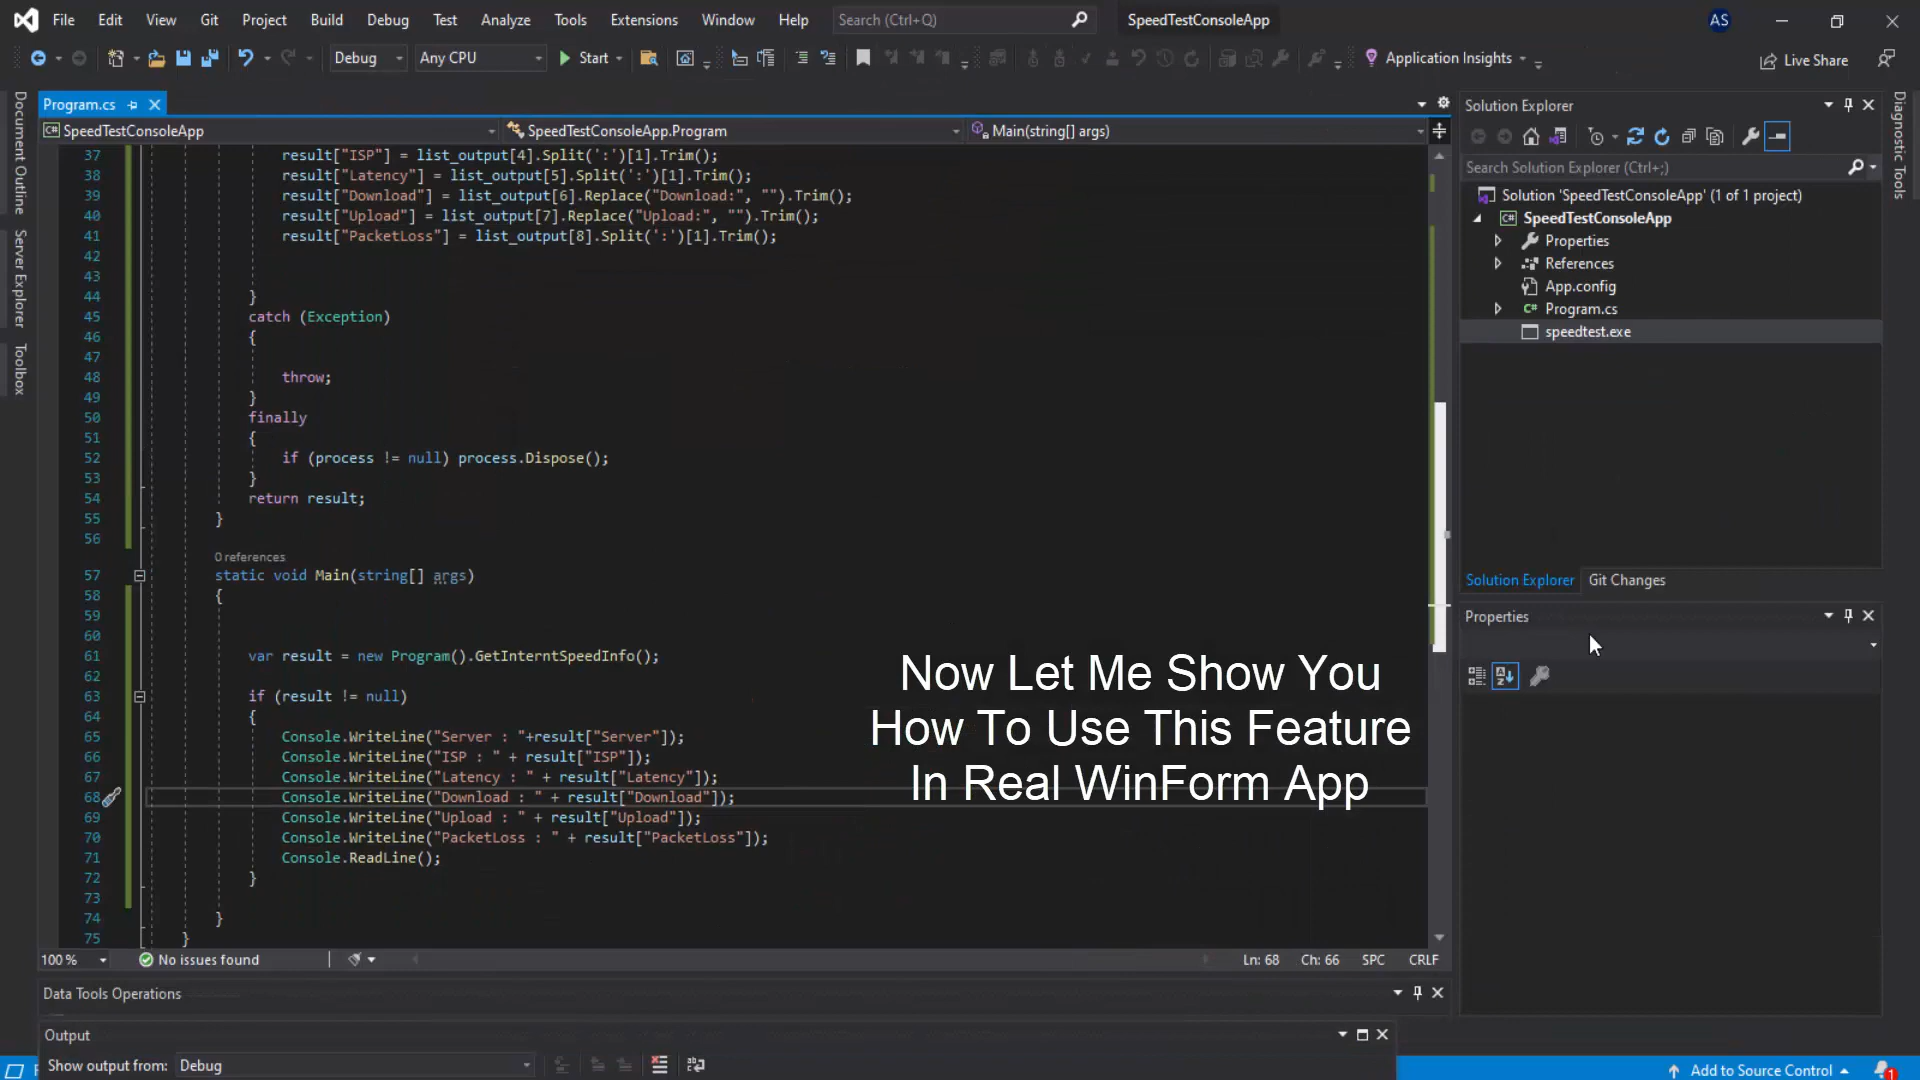 File Edit View Git Project Build Debug Test Analyze Tools Extensions Window Help Search (Ctrl+Q) SpeedTestConsoleApp AS
Debug Any CPU Start Application Insights Live Share
Program.cs
SpeedTestConsoleApp SpeedTestConsoleApp.Program Main(string[] args)
Document Outline
Server Explorer
Toolbox
37 result["ISP"] = list_output[4].Split(':')[1].Trim();
38 result["Latency"] = list_output[5].Split(':')[1].Trim();
39 result["Download"] = list_output[6].Replace("Download:", "").Trim();
40 result["Upload"] = list_output[7].Replace("Upload:", "").Trim();
41 result["PacketLoss"] = list_output[8].Split(':')[1].Trim();
42
43
44 }
45 catch (Exception)
46 {
47
48 throw;
49 }
50 finally
51 {
52 if (process != null) process.Dispose();
53 }
54 return result;
55 }
56
0 references
57 static void Main(string[] args)
58 {
59
60
61 var result = new Program().GetInterntSpeedInfo();
62
63 if (result != null)
64 {
65 Console.WriteLine("Server : "+result["Server"]);
66 Console.WriteLine("ISP : " + result["ISP"]);
67 Console.WriteLine("Latency : " + result["Latency"]);
68 Console.WriteLine("Download : " + result["Download"]);
69 Console.WriteLine("Upload : " + result["Upload"]);
70 Console.WriteLine("PacketLoss : " + result["PacketLoss"]);
71 Console.ReadLine();
72 }
73
74 }
75 }
Now Let Me Show You
How To Use This Feature
In Real WinForm App
100 % No issues found Ln: 68 Ch: 66 SPC CRLF
Data Tools Operations
Output
Show output from: Debug
Solution Explorer
Search Solution Explorer (Ctrl+;)
Solution 'SpeedTestConsoleApp' (1 of 1 project)
SpeedTestConsoleApp
Properties
References
App.config
Program.cs
speedtest.exe
Solution Explorer Git Changes
Properties
Diagnostic Tools
Add to Source Control 1